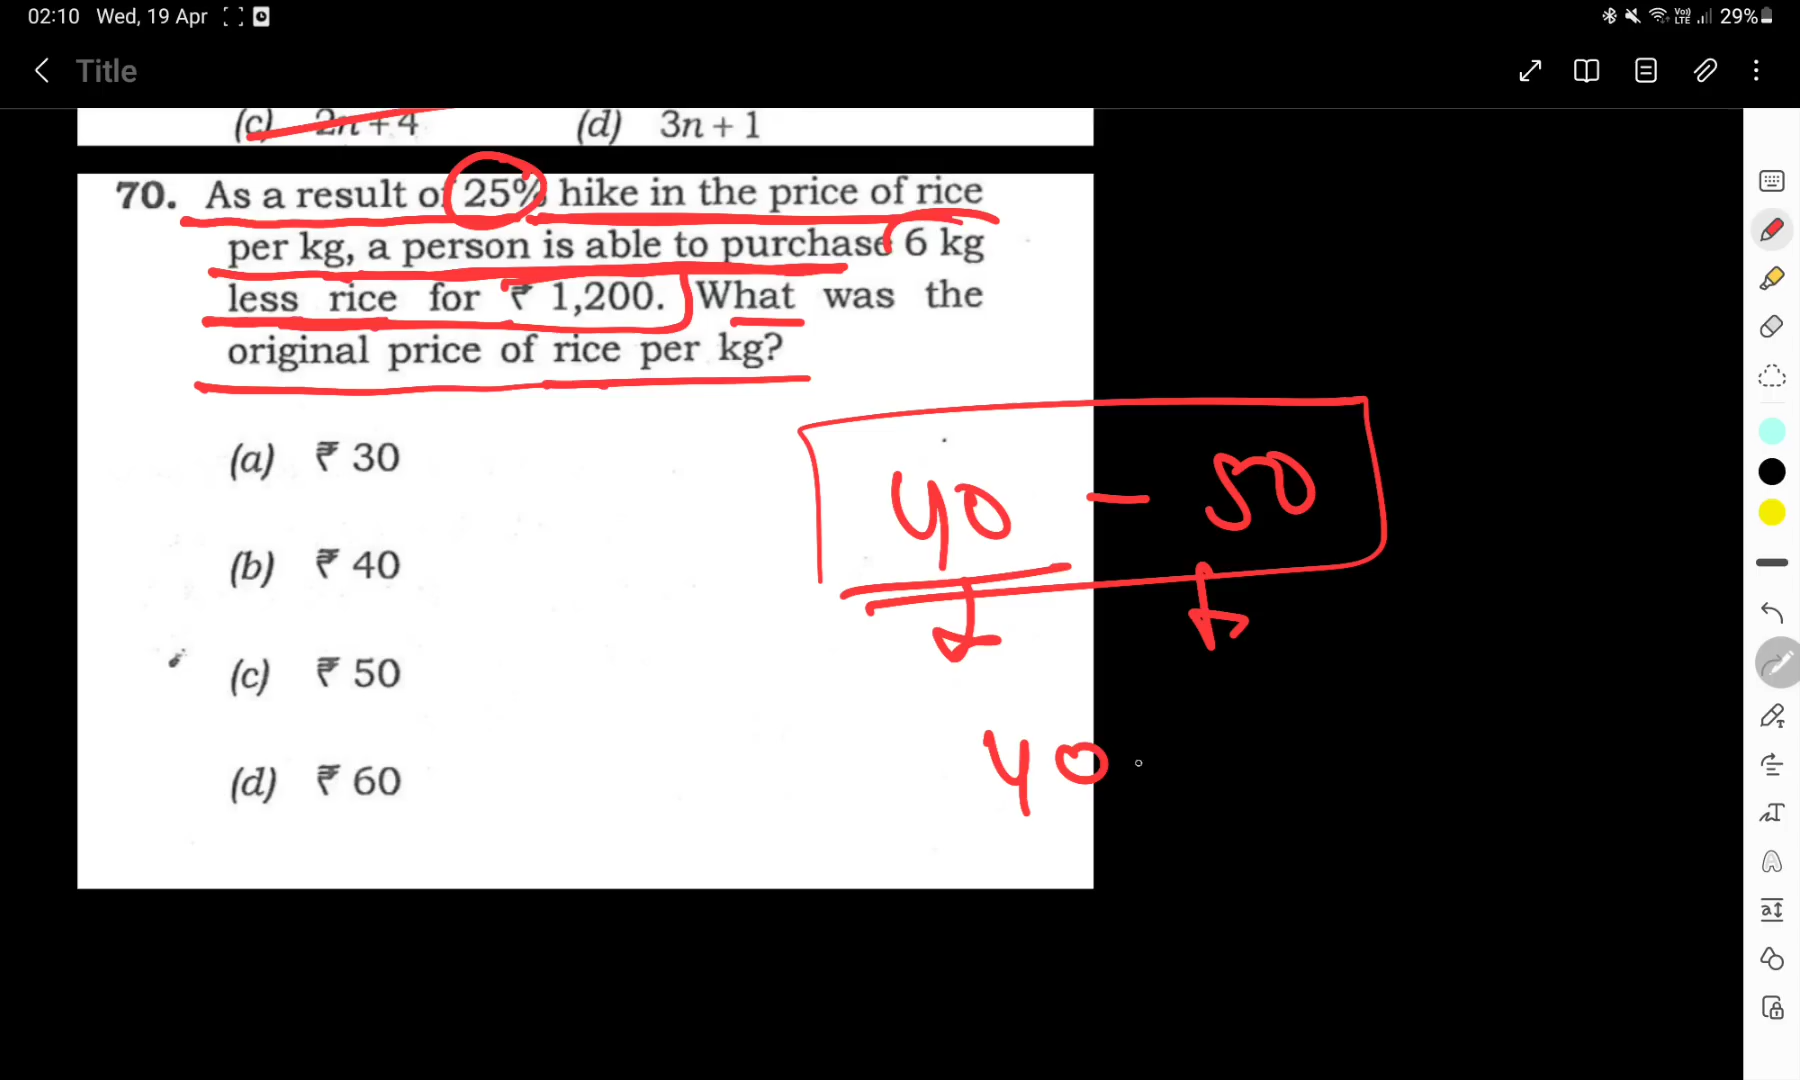 02:10 Wed, 19 Apr
29%
Title
(c) 2n + 4 (d) 3n + 1
70. As a result of 25% hike in the price of rice
per kg, a person is able to purchase 6 kg
less rice for ₹ 1,200. What was the
original price of rice per kg?
(a) ₹ 30
40 – 50
(b) ₹ 40
(c) ₹ 50
(d) ₹ 60
40